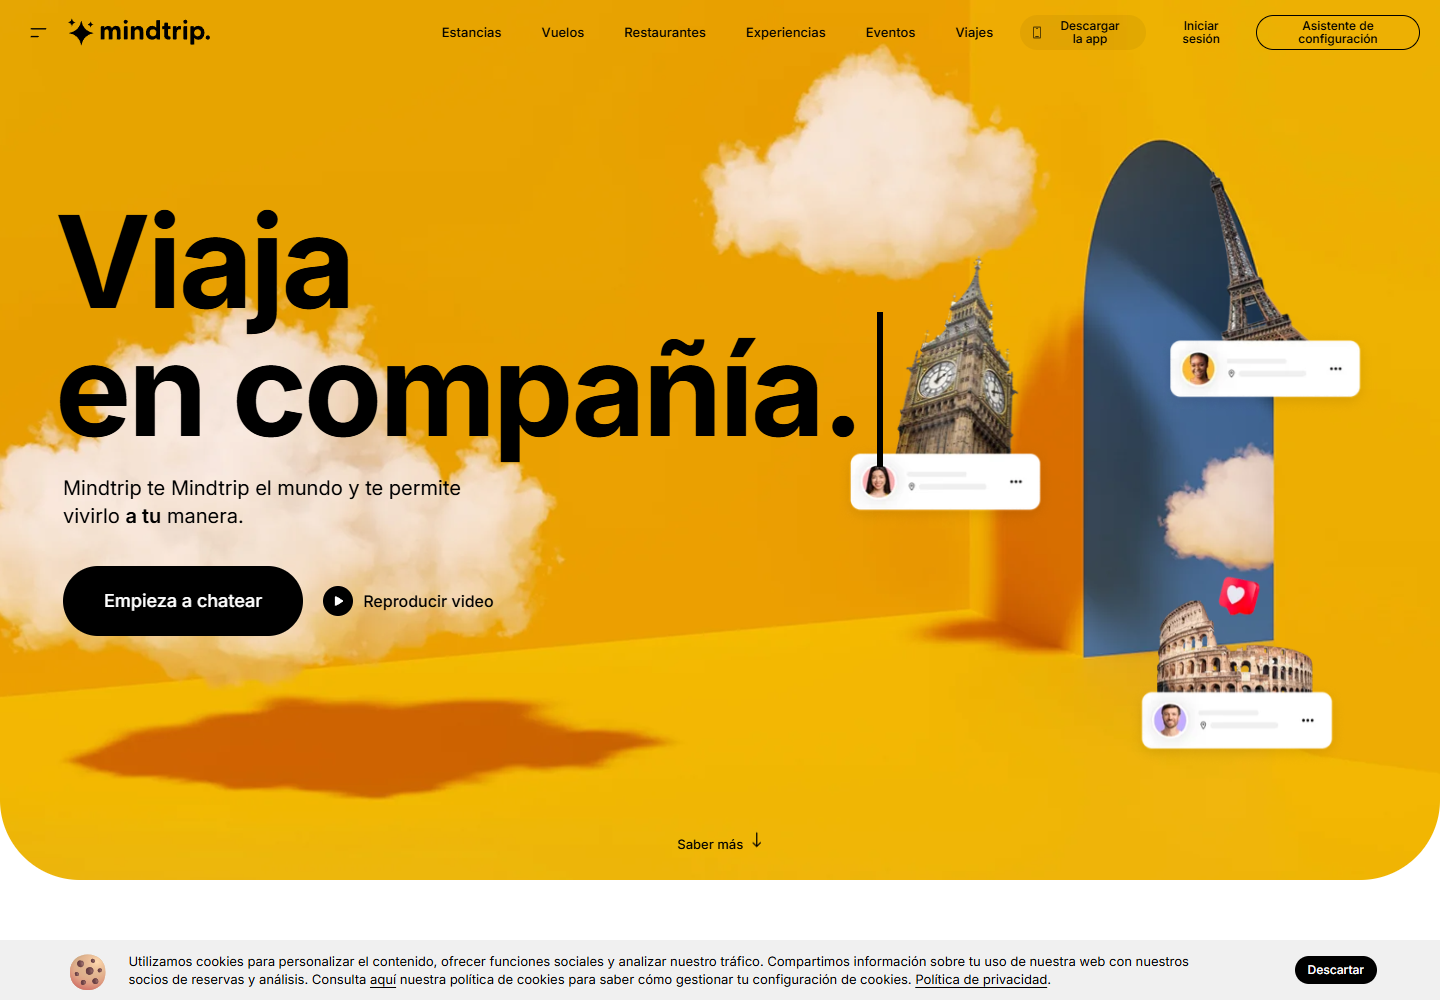 mindtrip.
Estancias
Vuelos
Restaurantes
Experiencias
Eventos
Viajes
Descargar
la app
Iniciar
sesión
Asistente de
configuración
Viaja
en compañía.
Mindtrip te Mindtrip el mundo y te permite
vivirlo a tu manera.
Empieza a chatear
Reproducir video
Saber más
Utilizamos cookies para personalizar el contenido, ofrecer funciones sociales y analizar nuestro tráfico. Compartimos información sobre tu uso de nuestra web con nuestros
socios de reservas y análisis. Consulta aquí nuestra política de cookies para saber cómo gestionar tu configuración de cookies. Política de privacidad.
Descartar